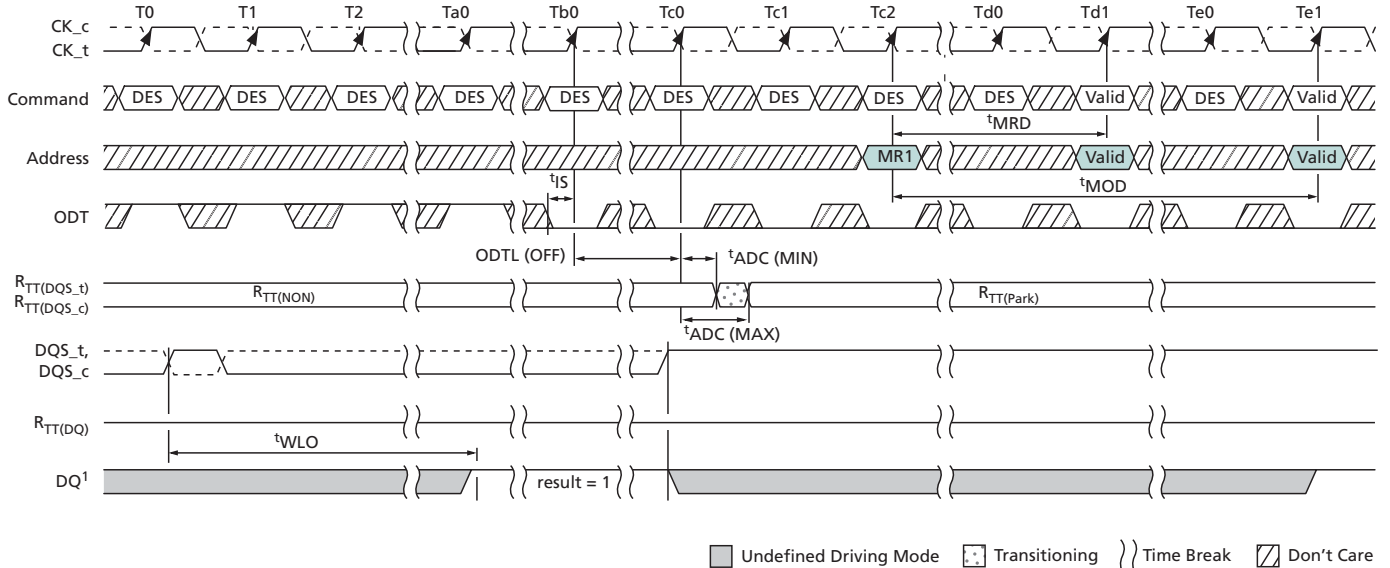 T0 T1 T2 Ta0 Tb0 Tc0 Tc1 Tc2 Td0 Td1 Te0 Te1
CK_c
CK_t
Command DES DES DES DES DES DES DES DES DES Valid DES Valid
tMRD
Address MR1 Valid Valid
tIS tMOD
ODT
ODTL (OFF) tADC (MIN)
RTT(DQS_t)
RTT(DQS_c)
RTT(NON) RTT(Park)
tADC (MAX)
DQS_t,
DQS_c
RTT(DQ)
tWLO
DQ1 result = 1
Undefined Driving Mode Transitioning Time Break Don't Care